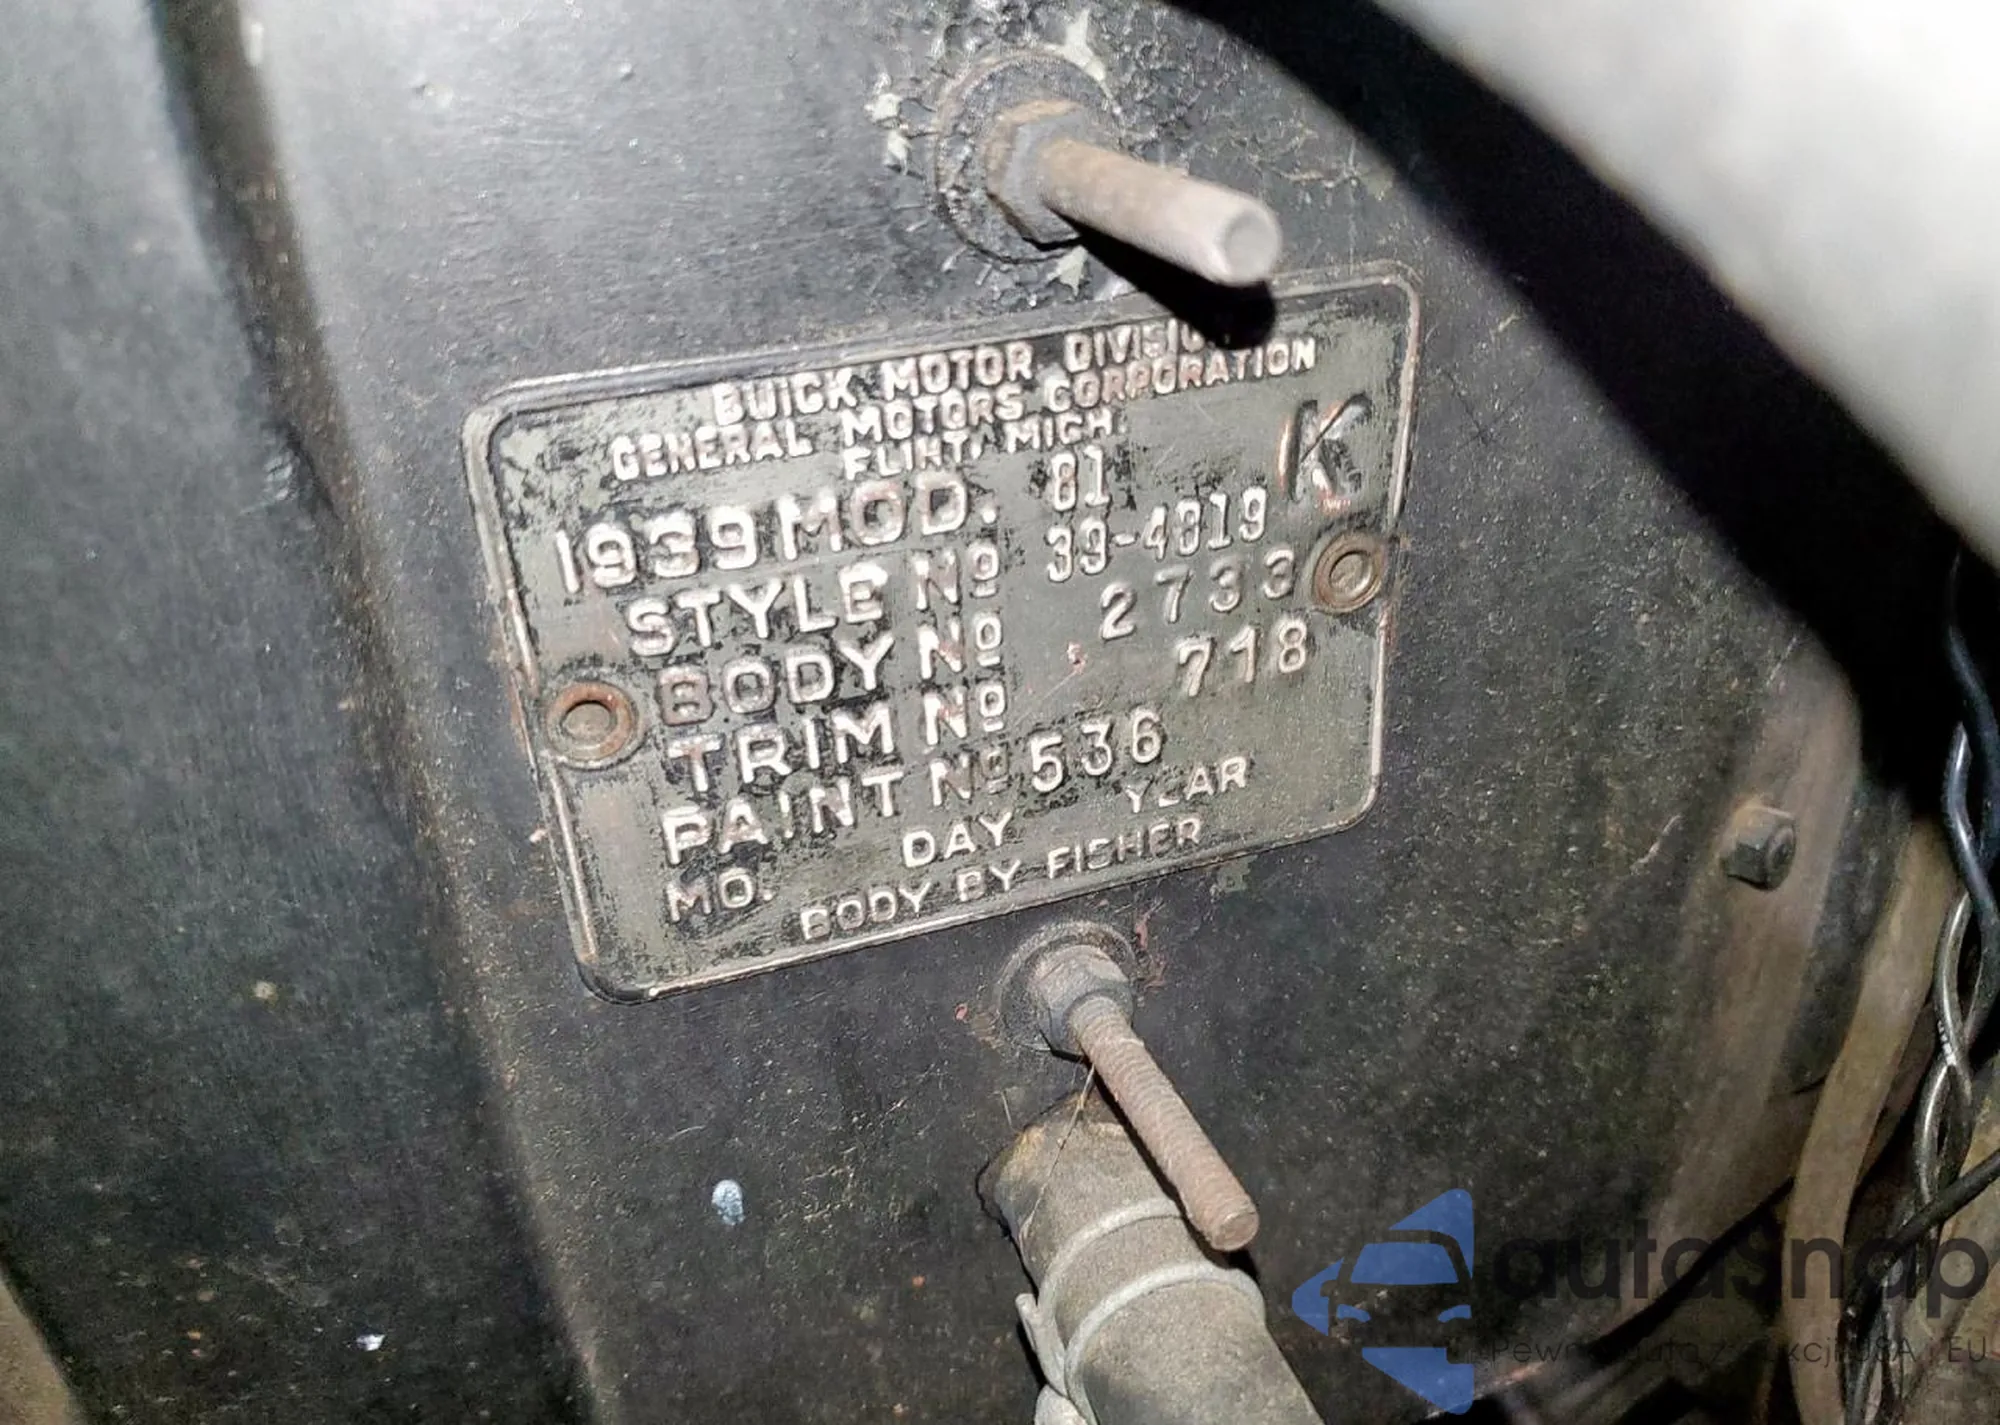 BUICK MOTOR DIVISION
GENERAL MOTORS CORPORATION
FLINT, MICH.
K
1939 MOD. 81
STYLE Nº 39-4819
BODY Nº 2733
TRIM Nº 718
PAINT Nº 536
MO. DAY YEAR
BODY BY FISHER
autosnap
EU